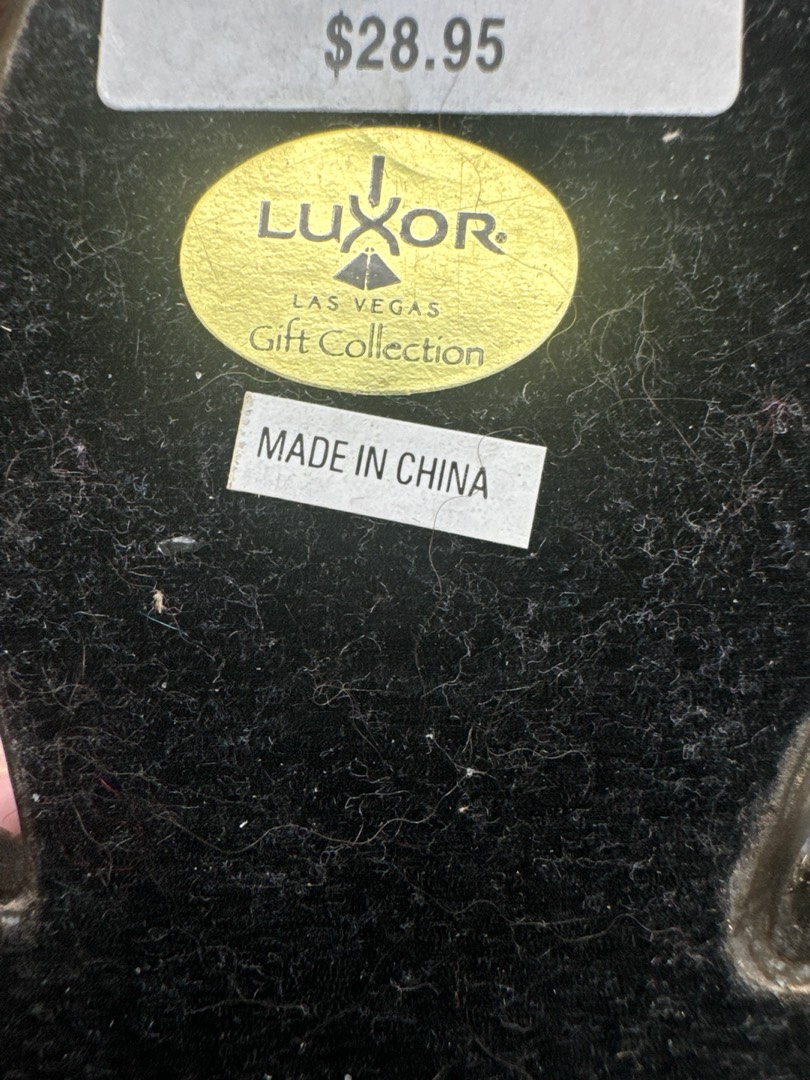 $28.95
LUXOR®
LAS VEGAS
Gift Collection
MADE IN CHINA